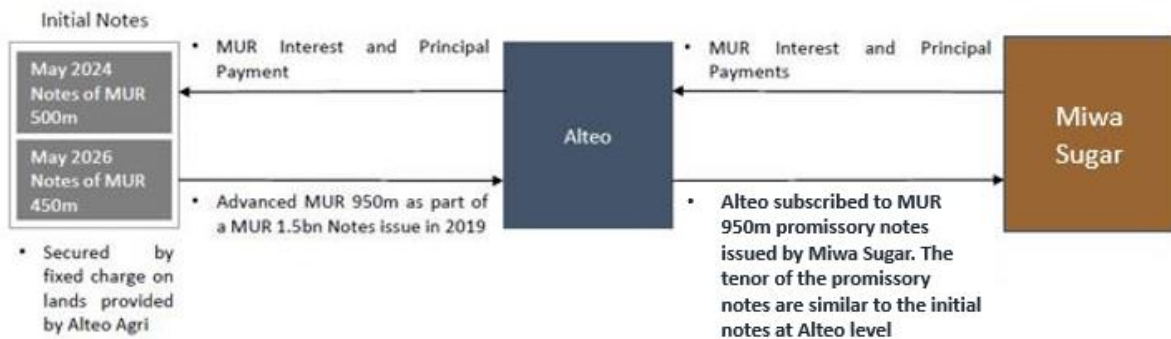 Initial Notes
May 2024
Notes of MUR
500m
May 2026
Notes of MUR
450m
• Secured by
fixed charge on
lands provided
by Alteo Agri
• MUR Interest and Principal
Payment
• Advanced MUR 950m as part of
a MUR 1.5bn Notes issue in 2019
Alteo
• MUR Interest and Principal
Payments
• Alteo subscribed to MUR
950m promissory notes
issued by Miwa Sugar. The
tenor of the promissory
notes are similar to the initial
notes at Alteo level
Miwa
Sugar